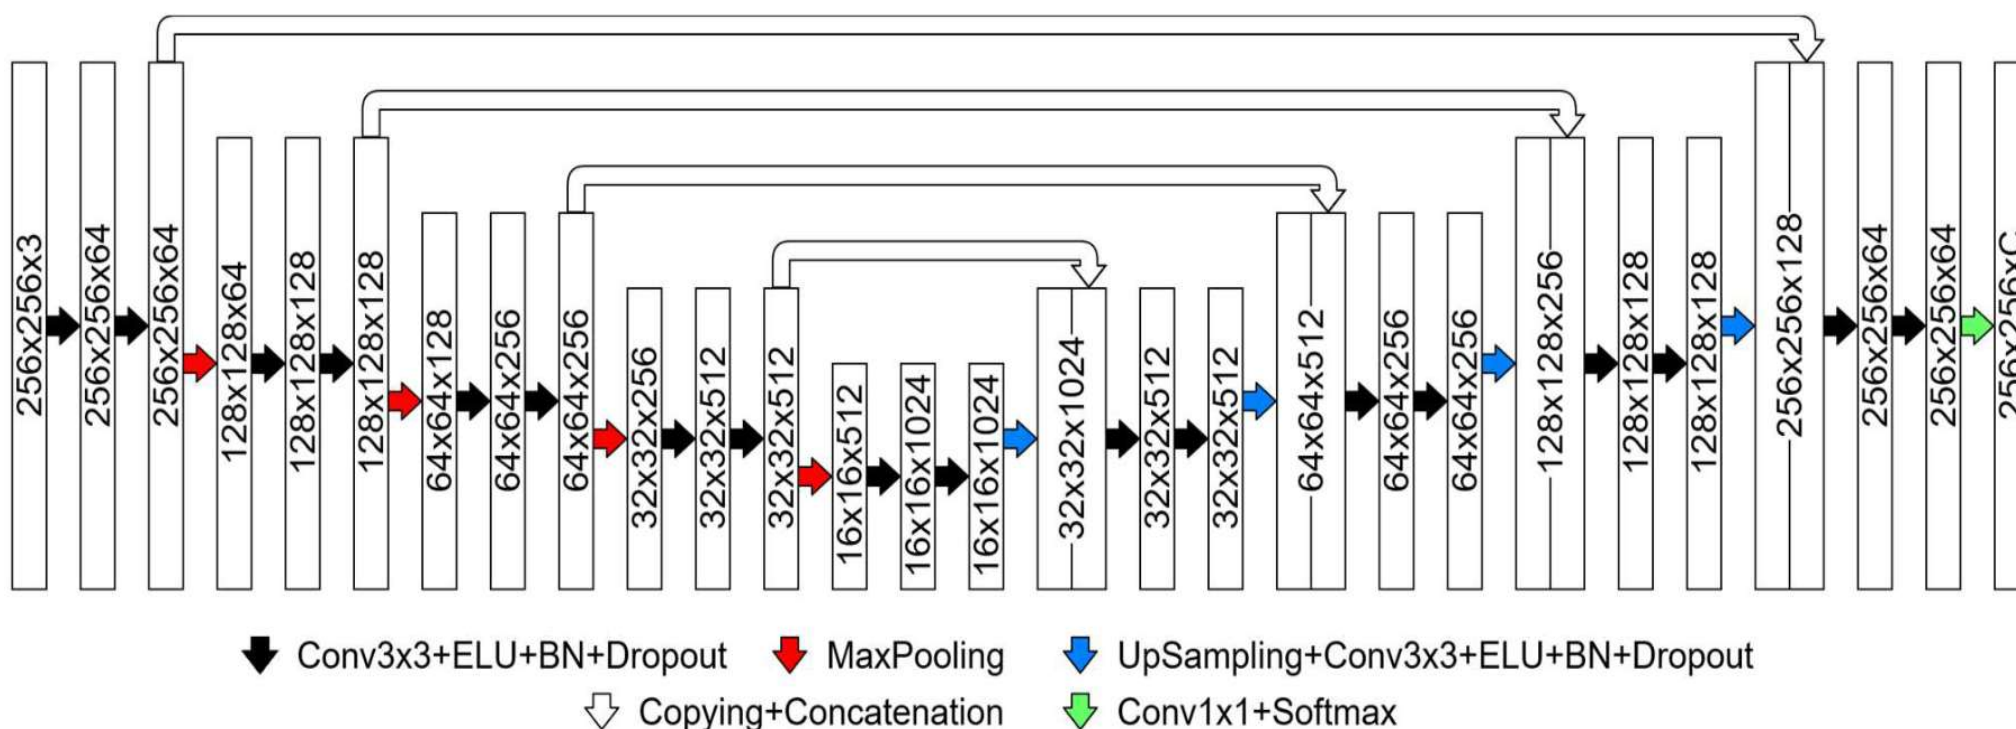 256x256x3
256x256x64
256x256x64
128x128x64
128x128x128
128x128x128
64x64x128
64x64x256
64x64x256
32x32x256
32x32x512
32x32x512
16x16x512
16x16x1024
16x16x1024
32x32x1024
32x32x512
32x32x512
64x64x512
64x64x256
64x64x256
128x128x256
128x128x128
128x128x128
256x256x128
256x256x64
256x256x64
256x256xC
Conv3x3+ELU+BN+Dropout
MaxPooling
UpSampling+Conv3x3+ELU+BN+Dropout
Copying+Concatenation
Conv1x1+Softmax